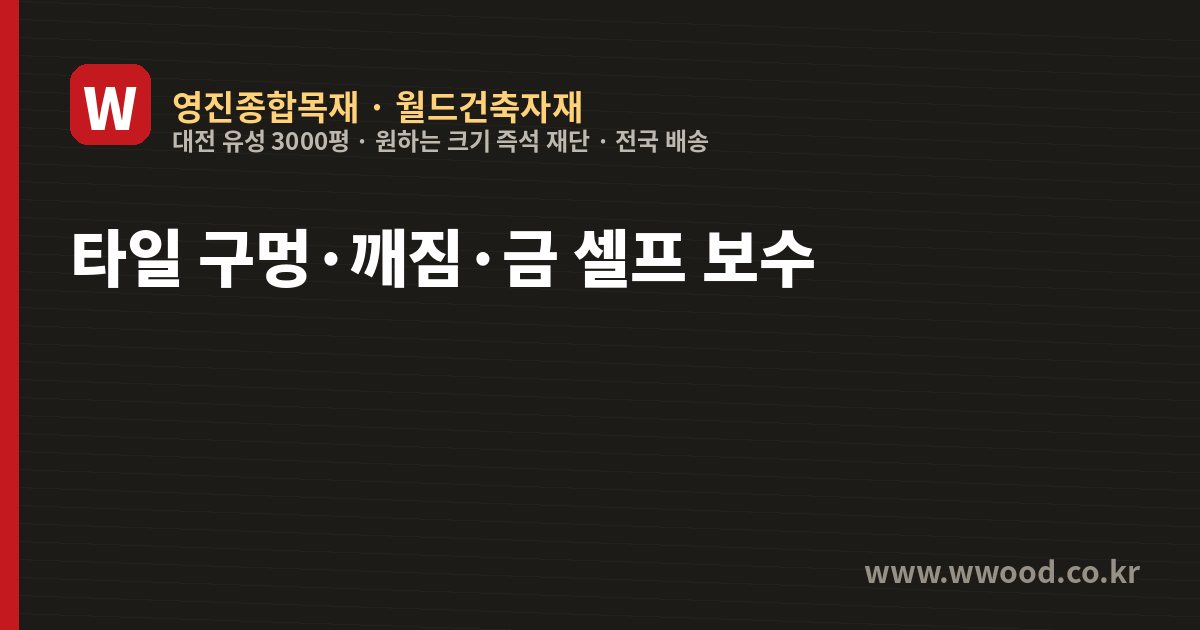 W
영진종합목재 · 월드건축자재
대전 유성 3000평 · 원하는 크기 즉석 재단 · 전국 배송
타일 구멍·깨짐·금 셀프 보수
www.wwood.co.kr